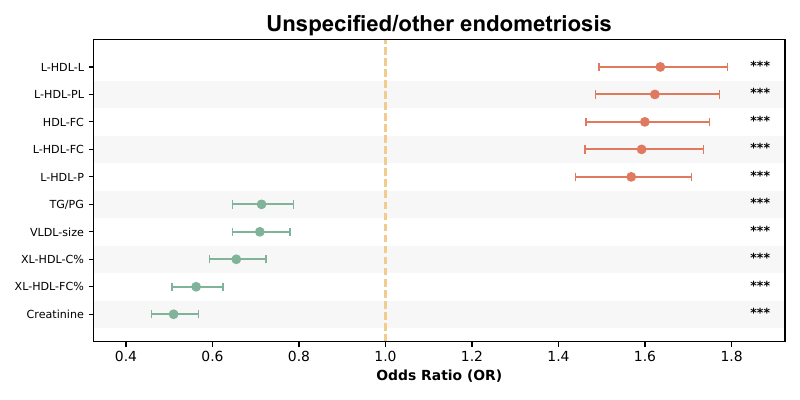 Unspecified/other endometriosis
L-HDL-L ***
L-HDL-PL ***
HDL-FC ***
L-HDL-FC ***
L-HDL-P ***
TG/PG ***
VLDL-size ***
XL-HDL-C% ***
XL-HDL-FC% ***
Creatinine ***
0.4 0.6 0.8 1.0 1.2 1.4 1.6 1.8
Odds Ratio (OR)